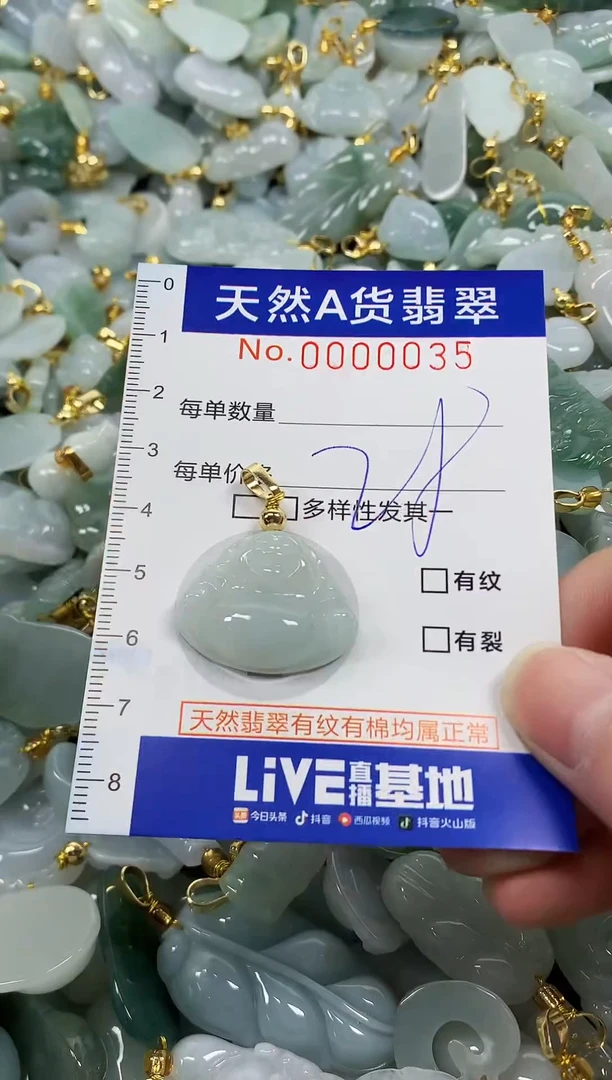 天然A货翡翠
No.0000035
每单数量
每单价
28
多样性发其一
有纹
有裂
天然翡翠有纹有棉均属正常
LiVE直播基地
今日头条 抖音 西瓜视频 抖音火山版
0
1
2
3
4
5
6
7
8